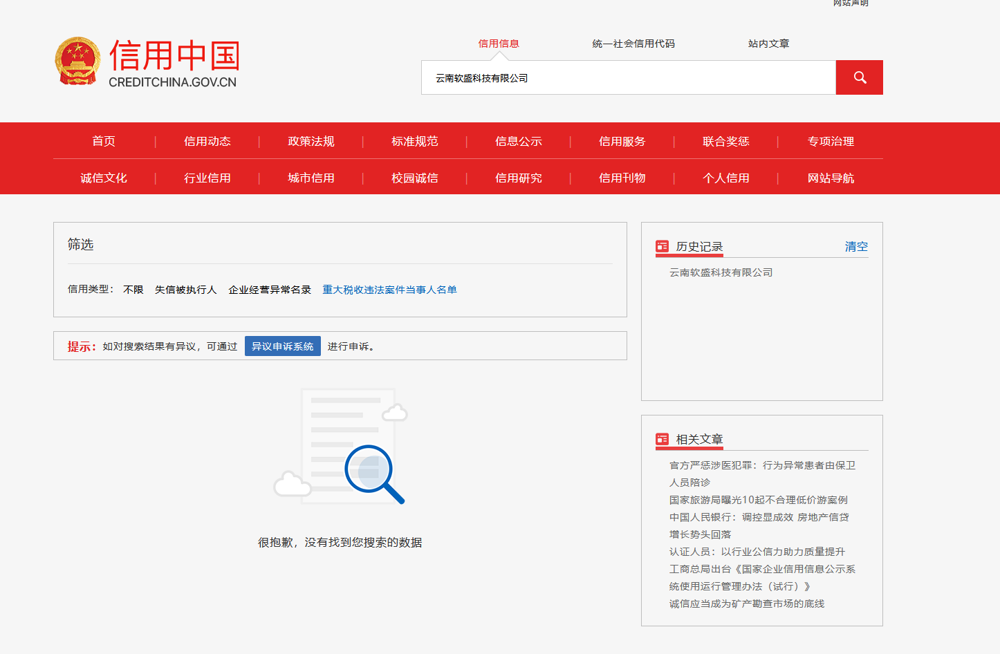 网站声明
信用中国
CREDITCHINA.GOV.CN
信用信息 统一社会信用代码 站内文章
云南软盛科技有限公司
首页 | 信用动态 | 政策法规 | 标准规范 | 信息公示 | 信用服务 | 联合奖惩 | 专项治理
诚信文化 | 行业信用 | 城市信用 | 校园诚信 | 信用研究 | 信用刊物 | 个人信用 | 网站导航
筛选
信用类型： 不限 失信被执行人 企业经营异常名录 重大税收违法案件当事人名单
提示：如对搜索结果有异议，可通过 异议申诉系统 进行申诉。
很抱歉，没有找到您搜索的数据
历史记录 清空
云南软盛科技有限公司
相关文章
官方严惩涉医犯罪：行为异常患者由保卫
人员陪诊
国家旅游局曝光10起不合理低价游案例
中国人民银行：调控显成效 房地产信贷
增长势头回落
认证人员：以行业公信力助力质量提升
工商总局出台《国家企业信用信息公示系
统使用运行管理办法（试行）》
诚信应当成为矿产勘查市场的底线